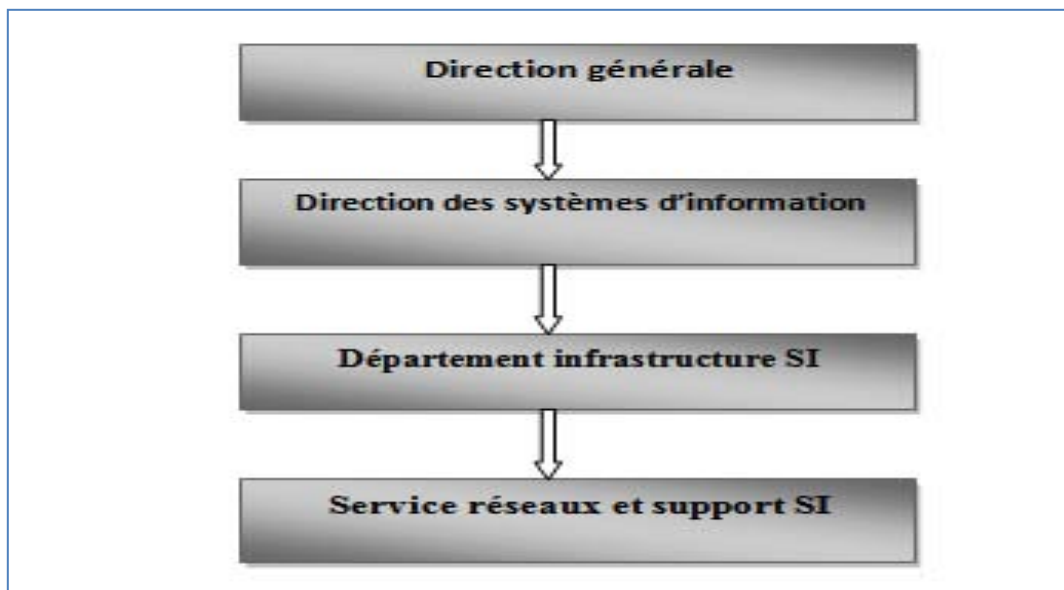 Direction générale
Direction des systèmes d'information
Département infrastructure SI
Service réseaux et support SI